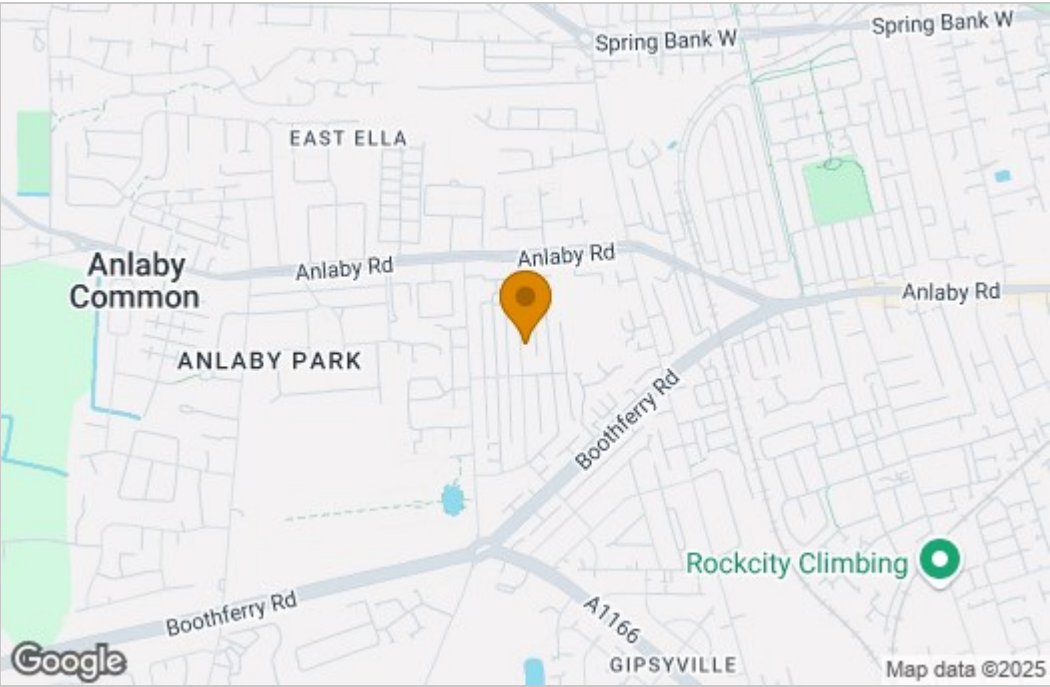 Spring Bank W
Spring Bank W
EAST ELLA
Anlaby Rd
Anlaby
Common
Anlaby Rd
Anlaby Rd
ANLABY PARK
Boothferry Rd
Rockcity Climbing
Boothferry Rd
A1166
GIPSYVILLE
Google
Map data ©2025